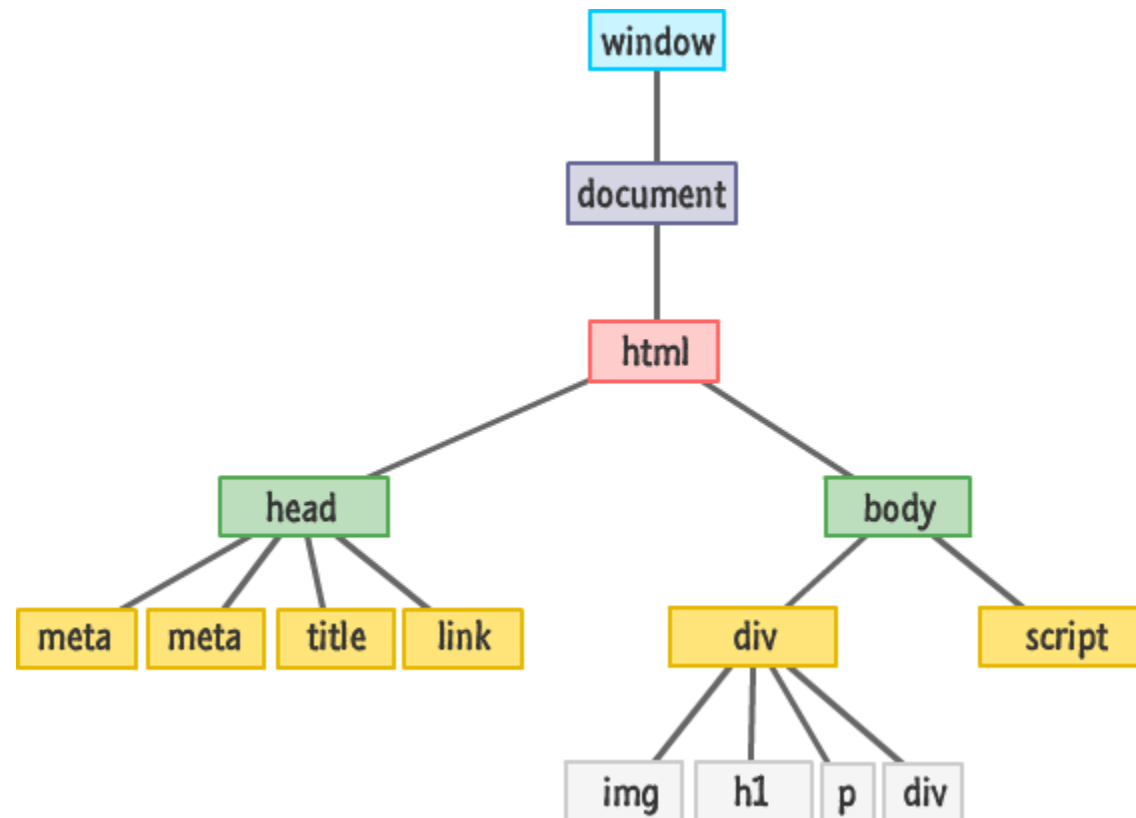 window
document
html
head body
meta meta title link div script
img h1 p div